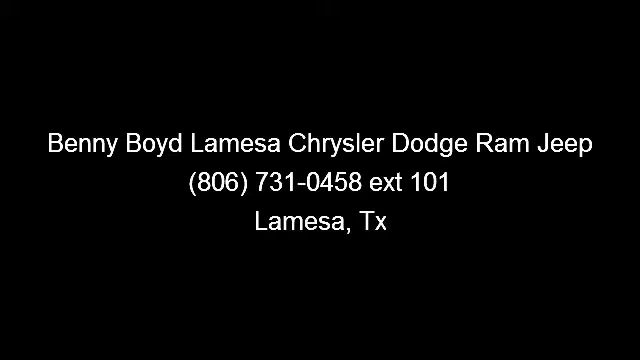 Benny Boyd Lamesa Chrysler Dodge Ram Jeep
(806) 731-0458 ext 101
Lamesa, Tx